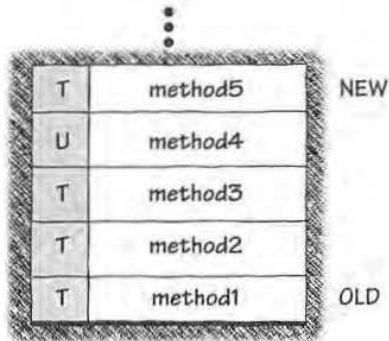 T method5 NEW
U method4
T method3
T method2
T method1 OLD